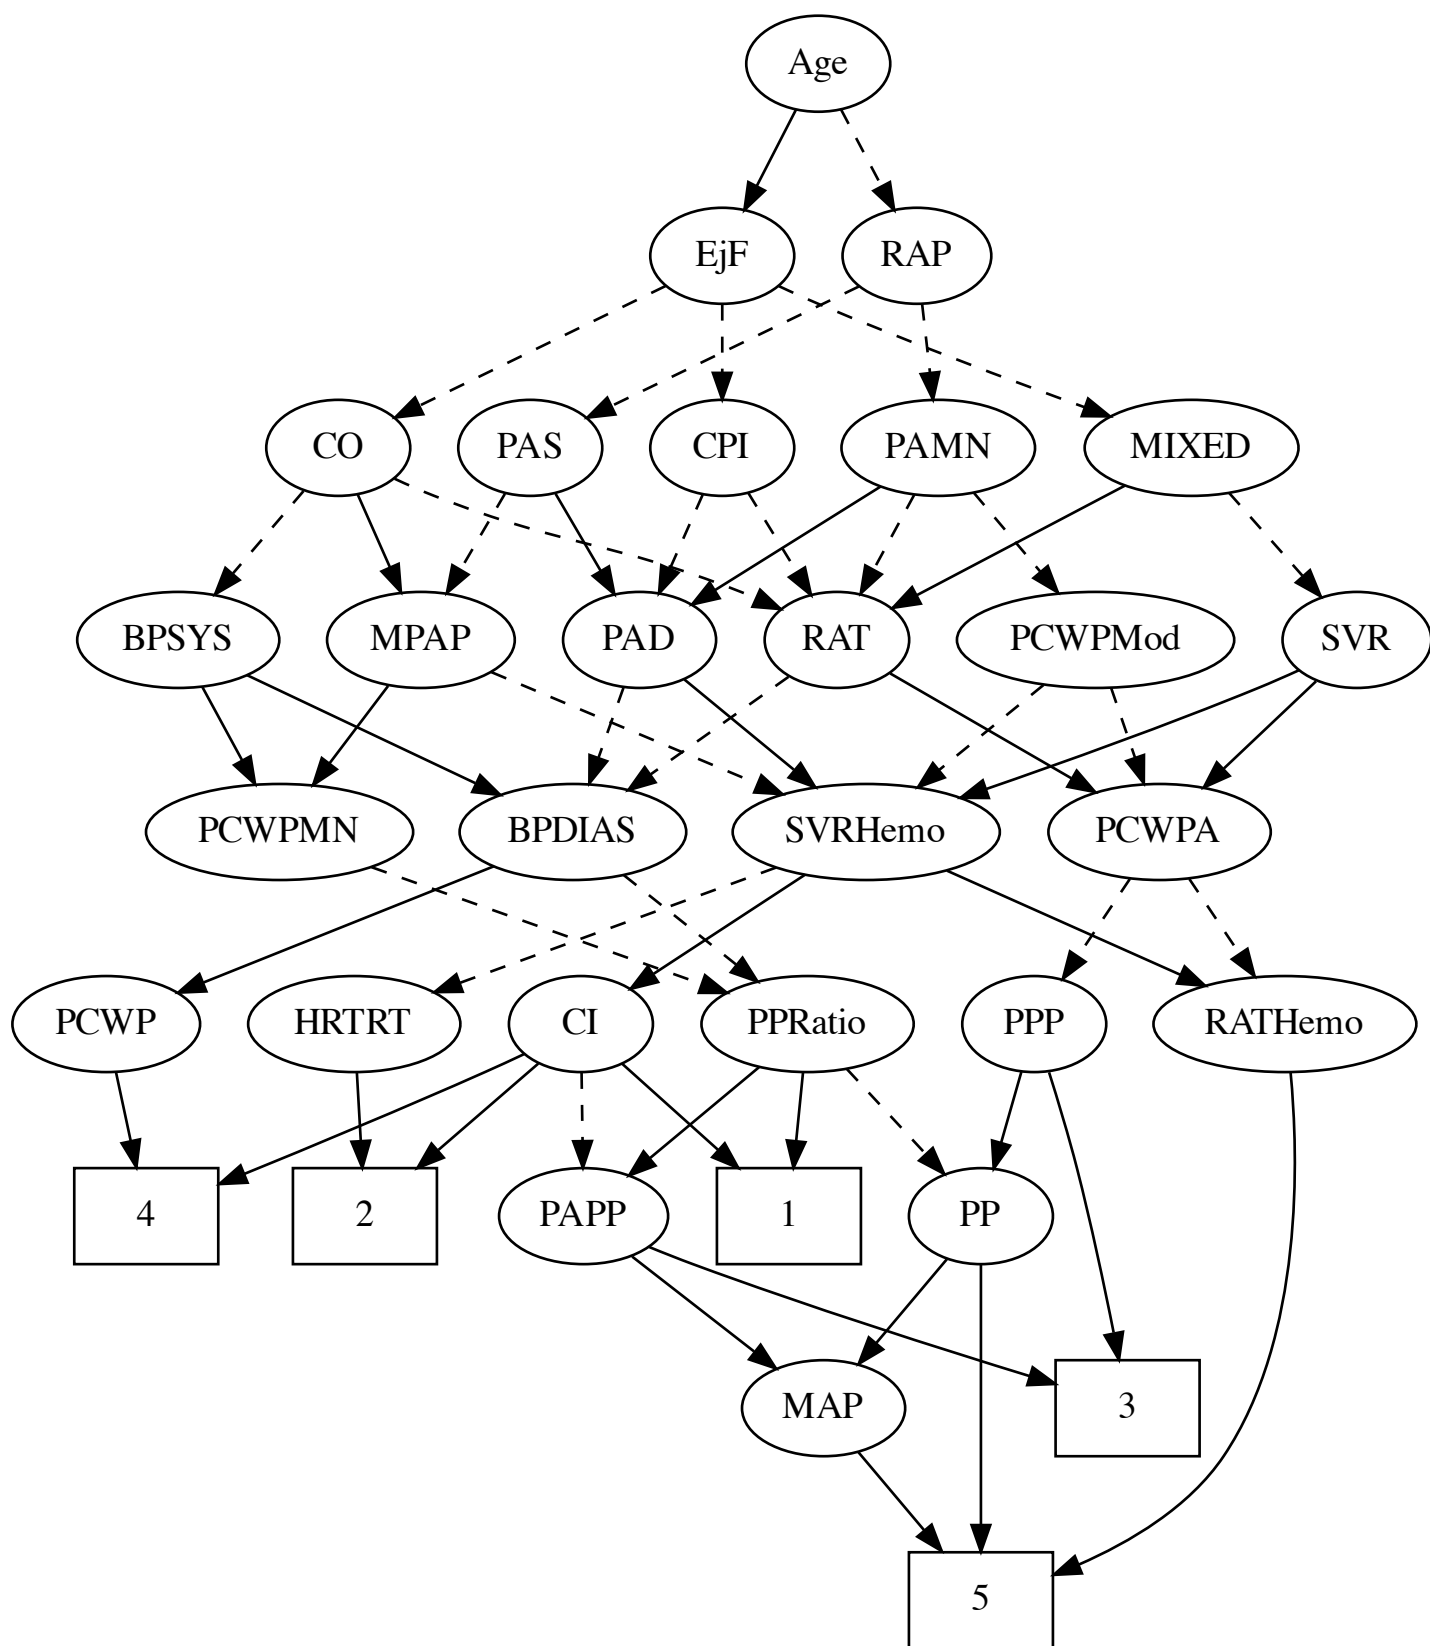 Age
EjF
RAP
CO
PAS
CPI
PAMN
MIXED
BPSYS
MPAP
PAD
RAT
PCWPMod
SVR
PCWPMN
BPDIAS
SVRHemo
PCWPA
PCWP
HRTRT
CI
PPRatio
PPP
RATHemo
4
2
PAPP
1
PP
MAP
3
5